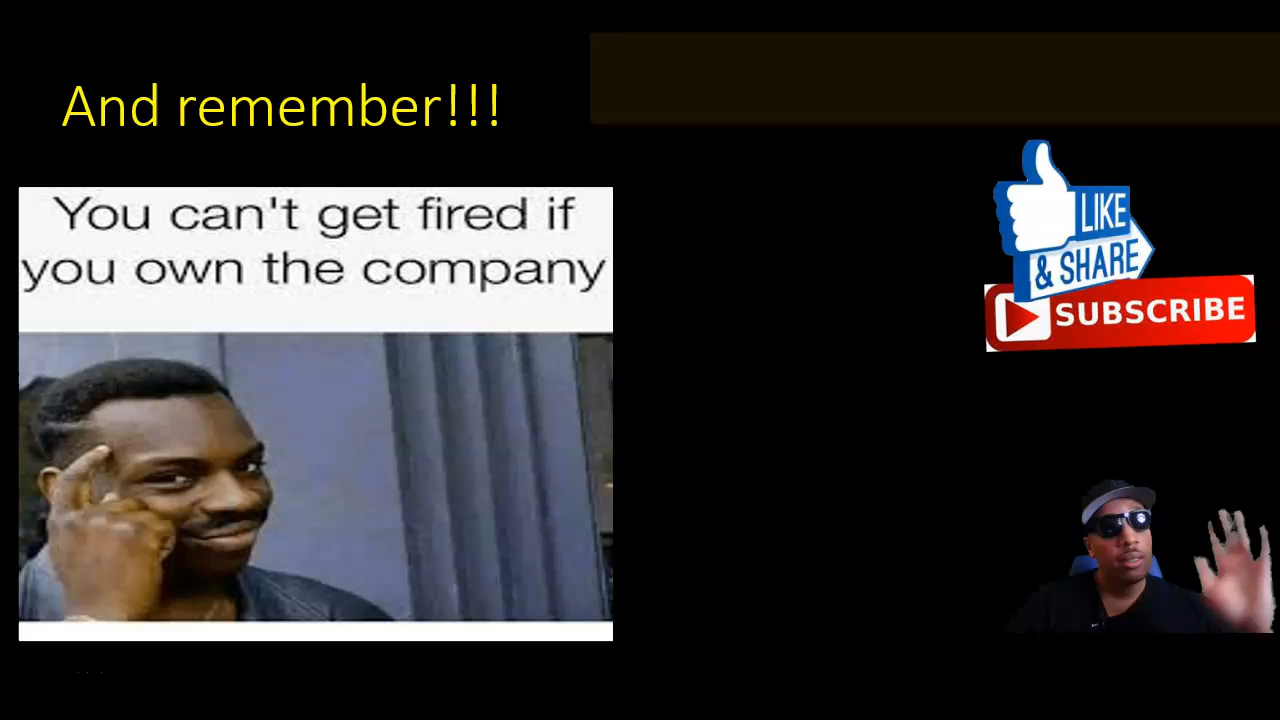 And remember!!!
You can't get fired if
you own the company
LIKE
& SHARE
SUBSCRIBE